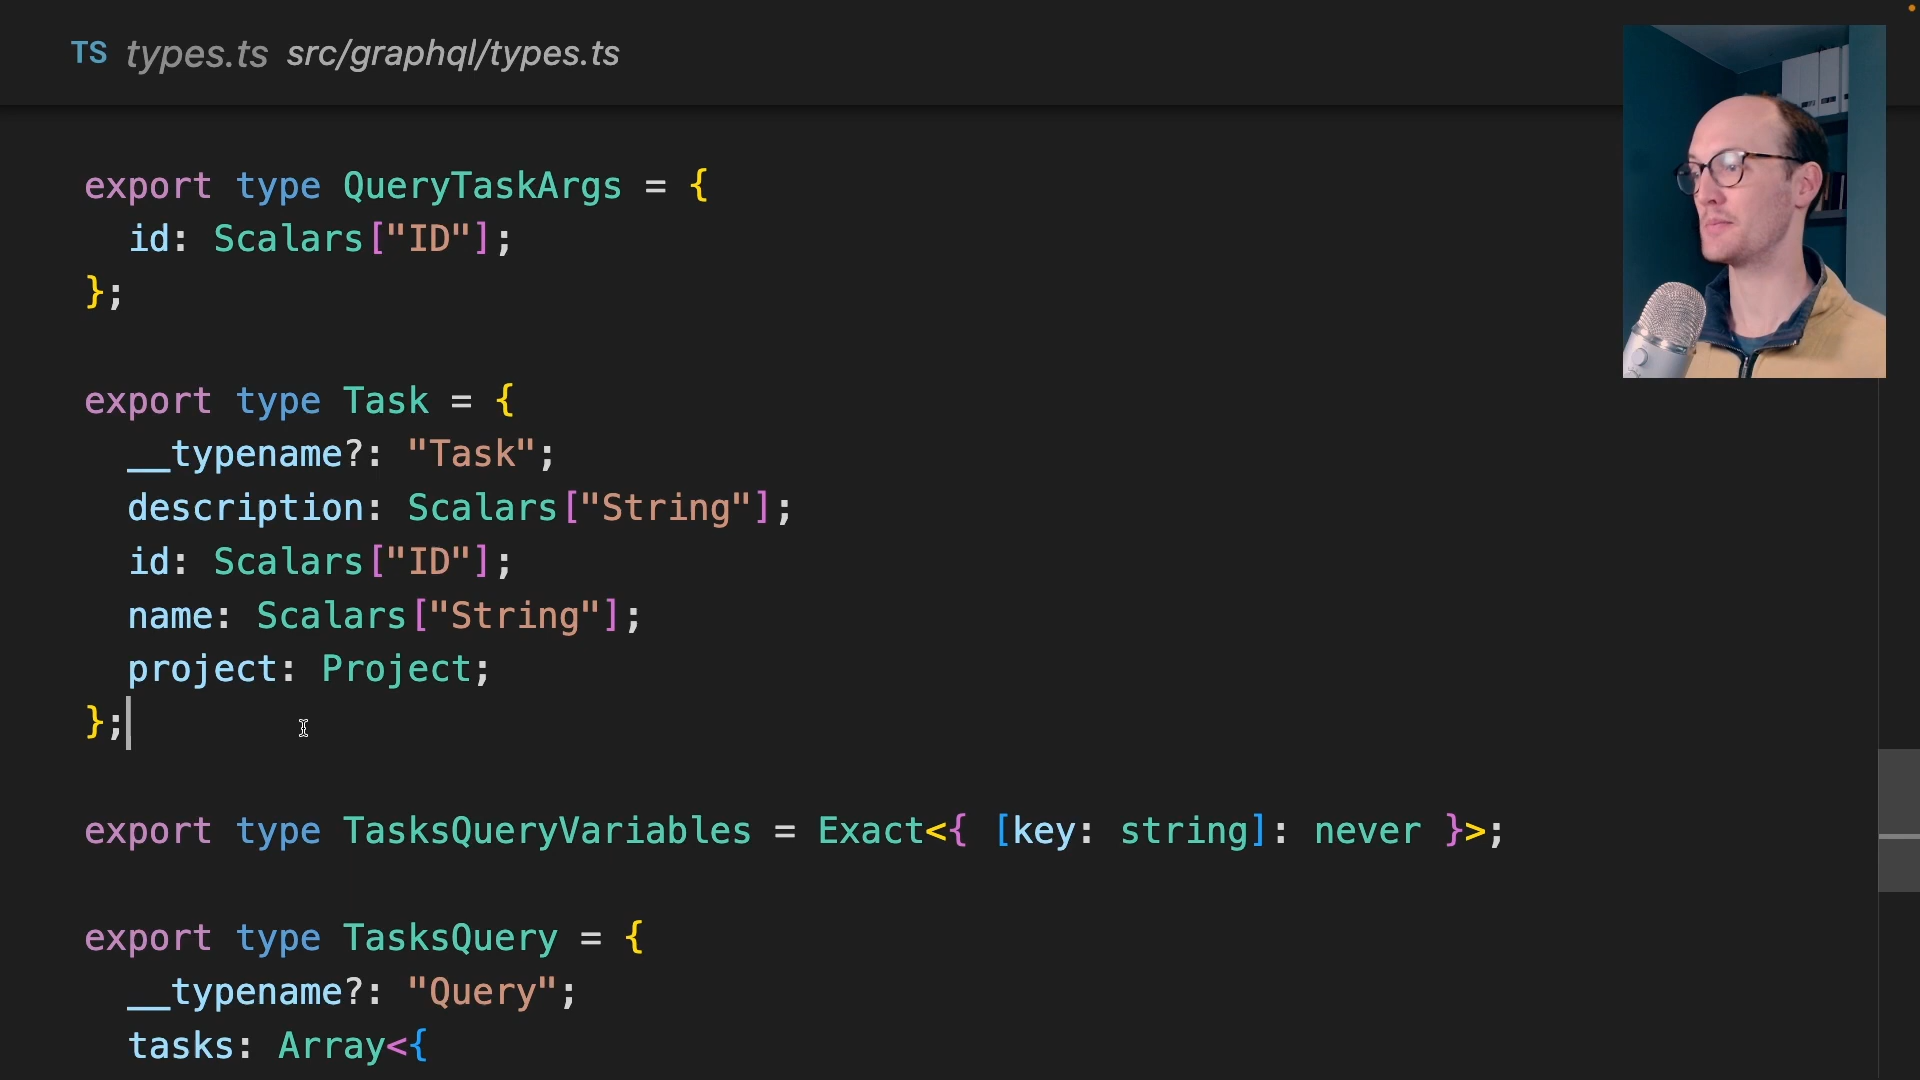 TS types.ts src/graphql/types.ts
export type QueryTaskArgs = {
  id: Scalars["ID"];
};
export type Task = {
  __typename?: "Task";
  description: Scalars["String"];
  id: Scalars["ID"];
  name: Scalars["String"];
  project: Project;
};
export type TasksQueryVariables = Exact<{ [key: string]: never }>;
export type TasksQuery = {
  __typename?: "Query";
  tasks: Array<{